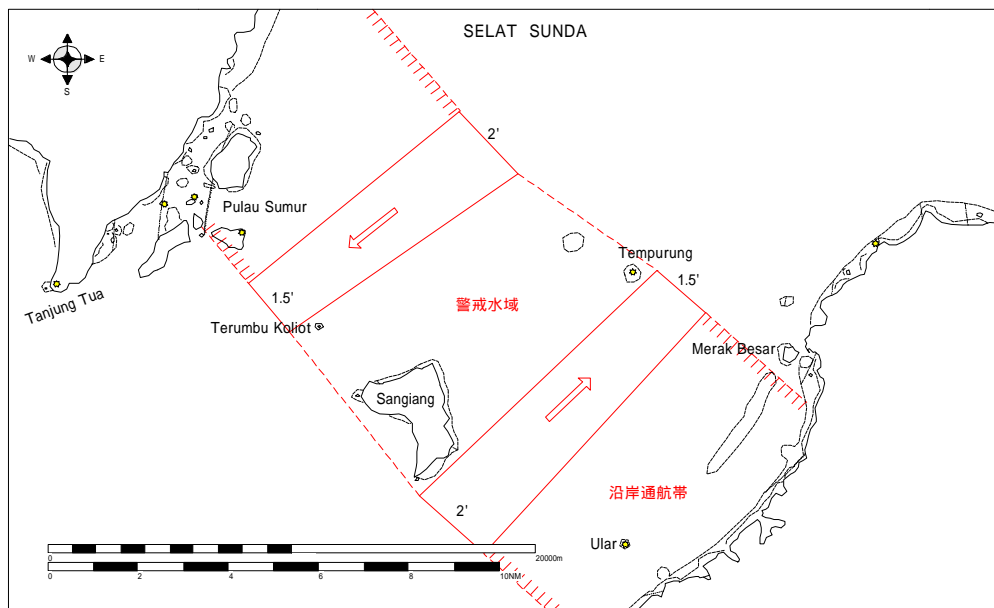 SELAT SUNDA
W
E
S
2'
Pulau Sumur
Tempurung
1.5'
Tanjung Tua
1.5'
警戒水域
Terumbu Koliot
Merak Besar
Sangiang
沿岸通航帯
2'
Ular
0
20000m
0 2 4 6 8 10NM